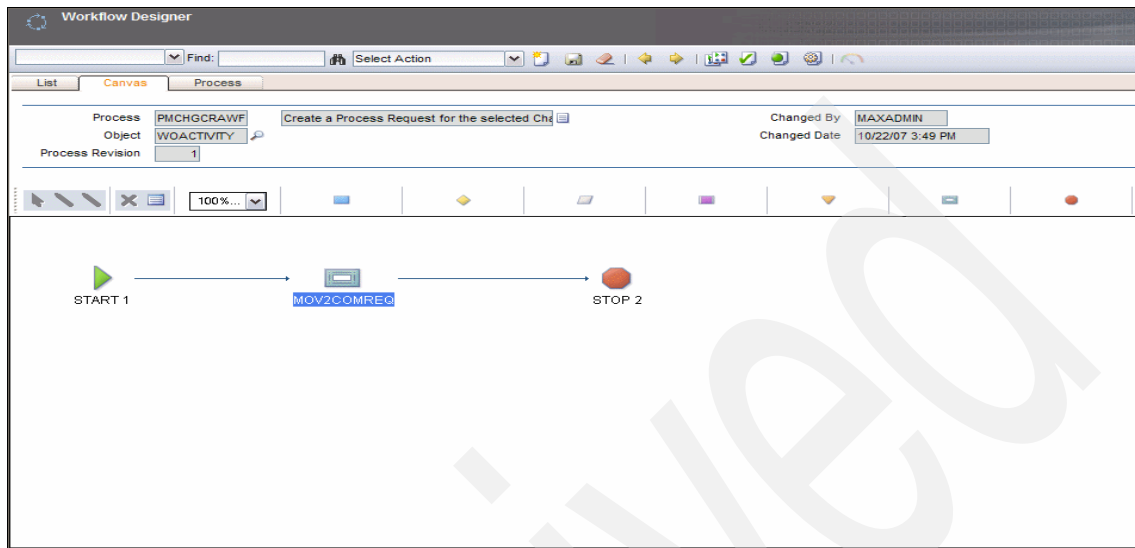 Workflow Designer
Find:
Select Action
List Canvas Process
Process PMCHGCRAWF Create a Process Request for the selected Cha Changed By MAXADMIN
Object WOACTIVITY Changed Date 10/22/07 3:49 PM
Process Revision 1
100%...
START 1 MOV2COMREQ STOP 2
ived